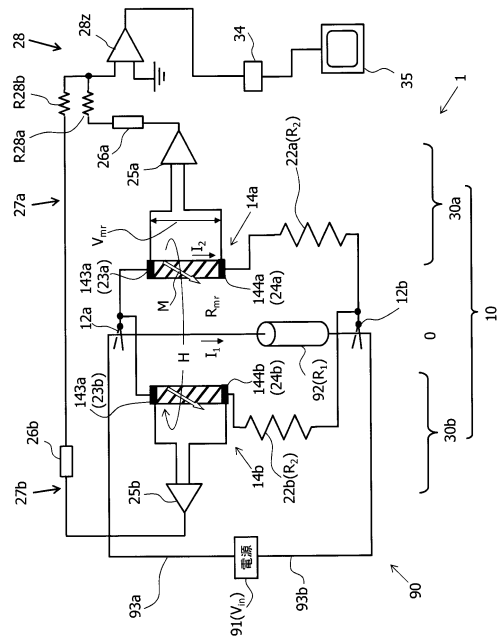 28
28z
34
35
1
R28b
R28a
26a
25a
22a(R2)
27a
30a
Vmr
I2
14a
143a
(23a)
M
Rmr
144a
(24a)
12a
12b
10
0
H
I1
92(R1)
143a
(23b)
144b
(24b)
26b
27b
25b
14b
22b(R2)
30b
電源
93a
93b
91(Vin)
90